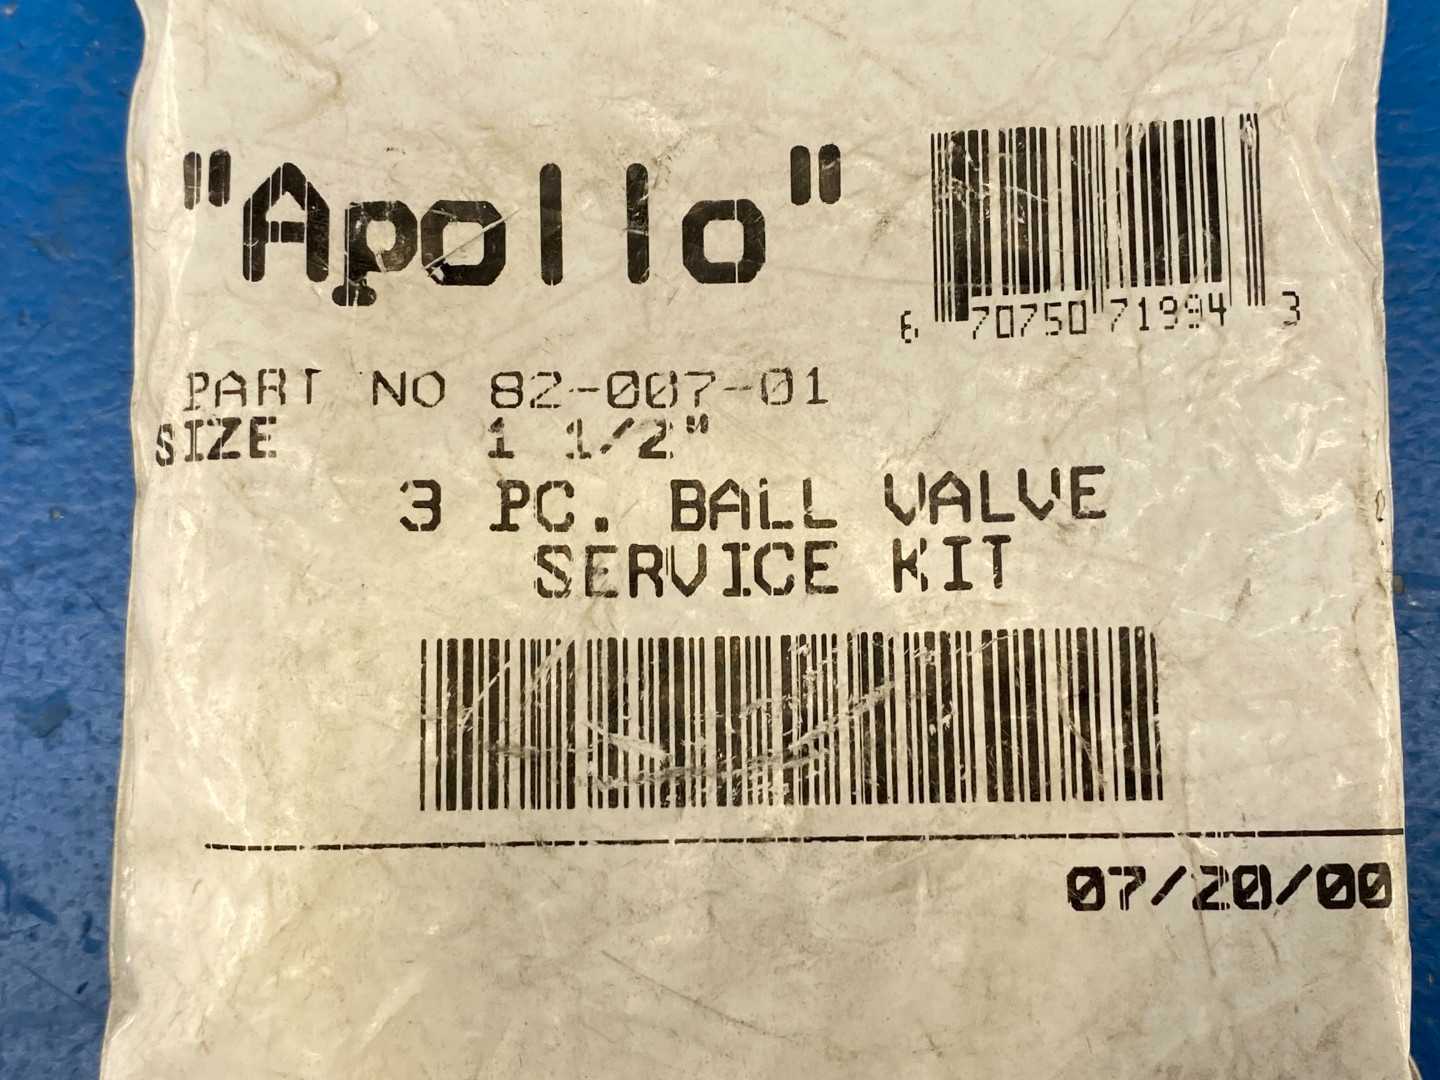 "Apollo"
6 70750 71994 3
PART NO 82-007-01
SIZE 1 1/2"
3 PC. BALL VALVE
SERVICE KIT
07/20/00